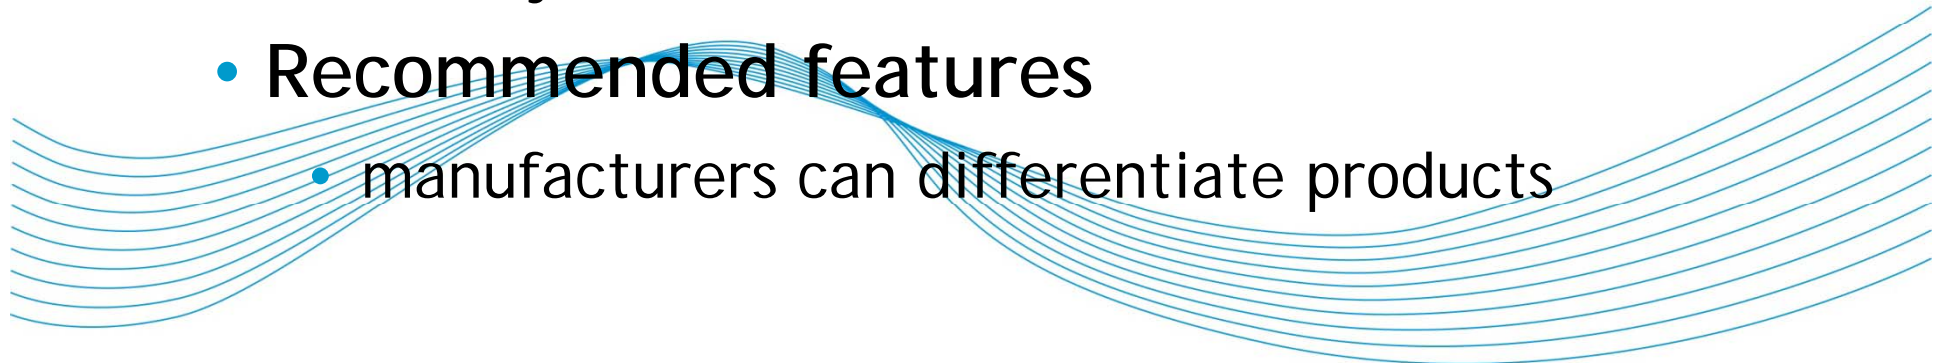 • Recommended features
• manufacturers can differentiate products